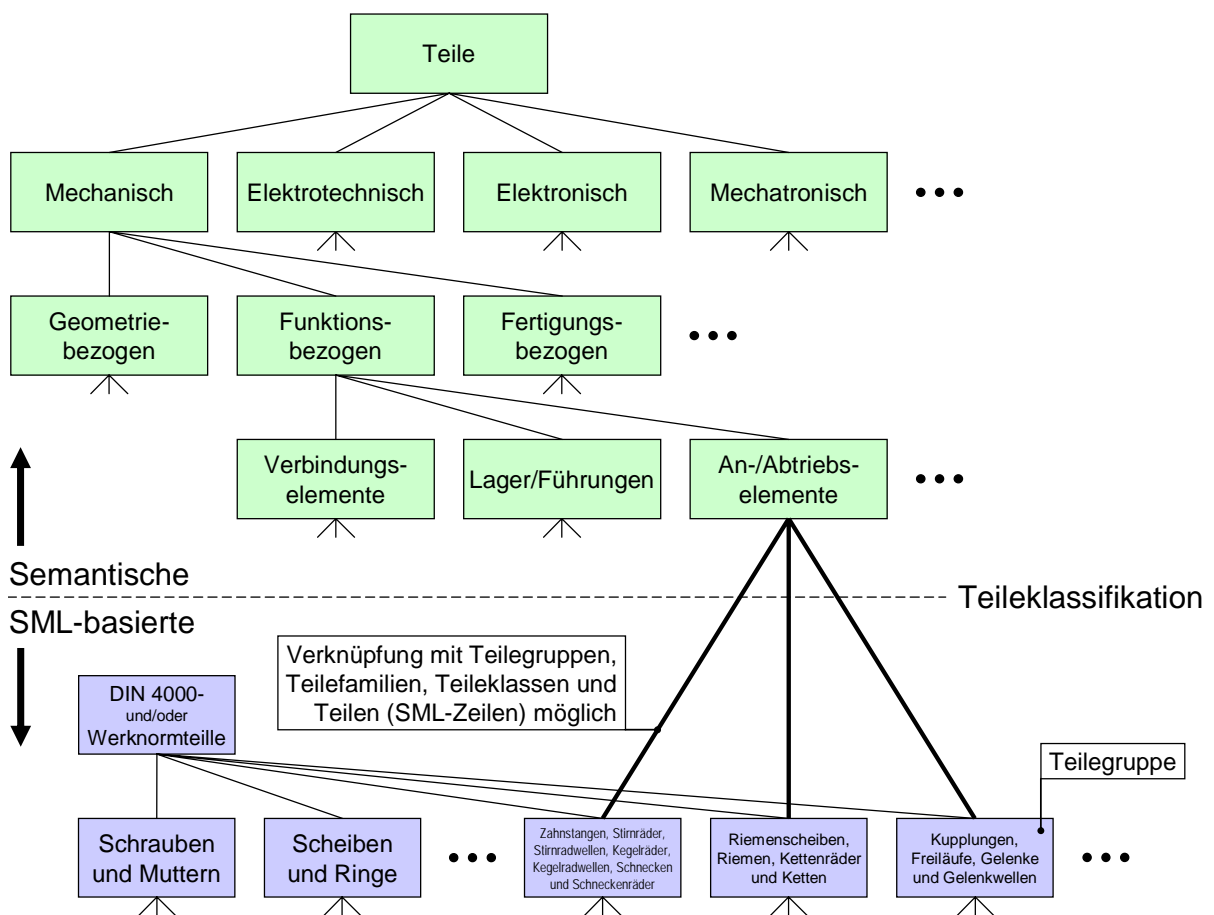 Teile
Mechanisch
Elektrotechnisch
Elektronisch
Mechatronisch
•••
Geometrie-
bezogen
Funktions-
bezogen
Fertigungs-
bezogen
•••
Verbindungs-
elemente
Lager/Führungen
An-/Abtriebs-
elemente
•••
Semantische
Teileklassifikation
SML-basierte
Verknüpfung mit Teilegruppen,
Teilefamilien, Teileklassen und
Teilen (SML-Zeilen) möglich
DIN 4000-
und/oder
Werknormteille
Teilegruppe
Schrauben
und Muttern
Scheiben
und Ringe
•••
Zahnstangen, Stirnräder,
Stirnradwellen, Kegelräder,
Kegelradwellen, Schnecken
und Schneckenräder
Riemenscheiben,
Riemen, Kettenräder
und Ketten
Kupplungen,
Freiläufe, Gelenke
und Gelenkwellen
•••